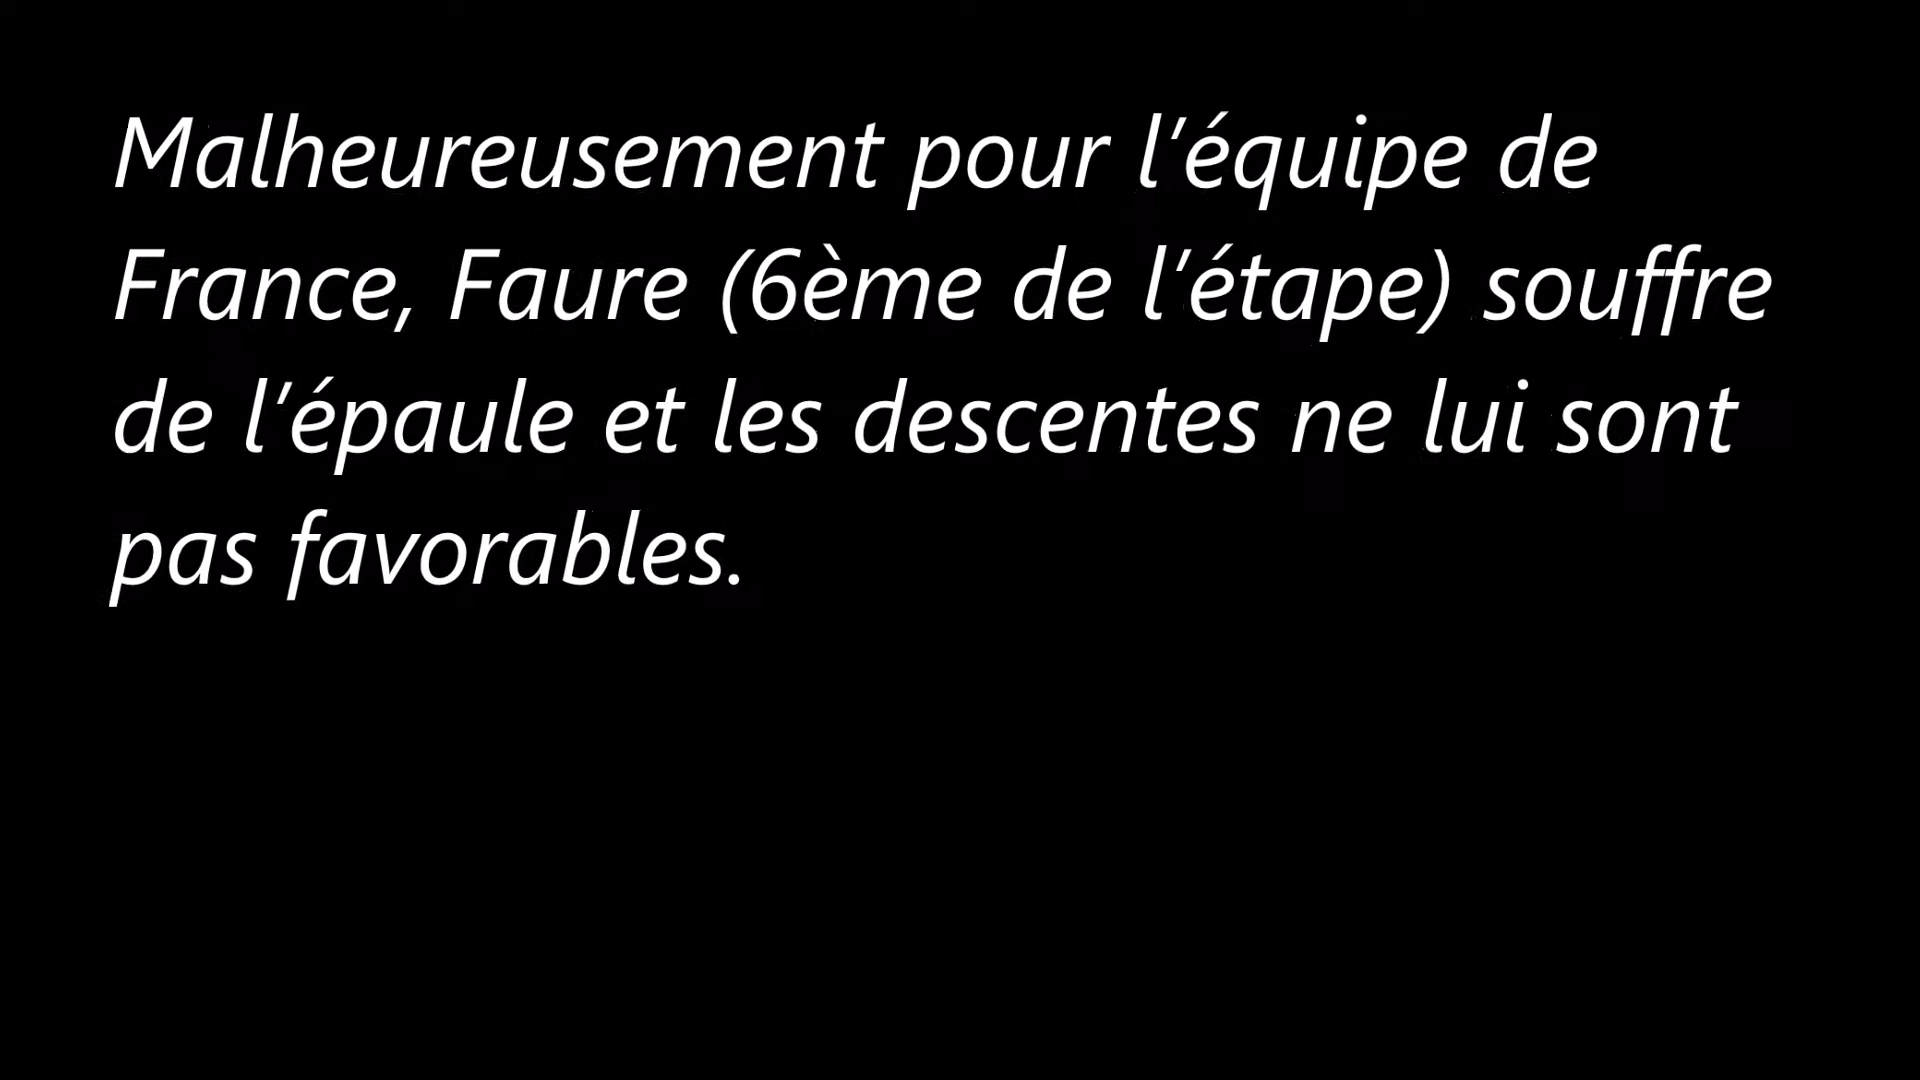 Malheureusement pour l’équipe de
France, Faure (6ème de l’étape) souffre
de l’épaule et les descentes ne lui sont
pas favorables.